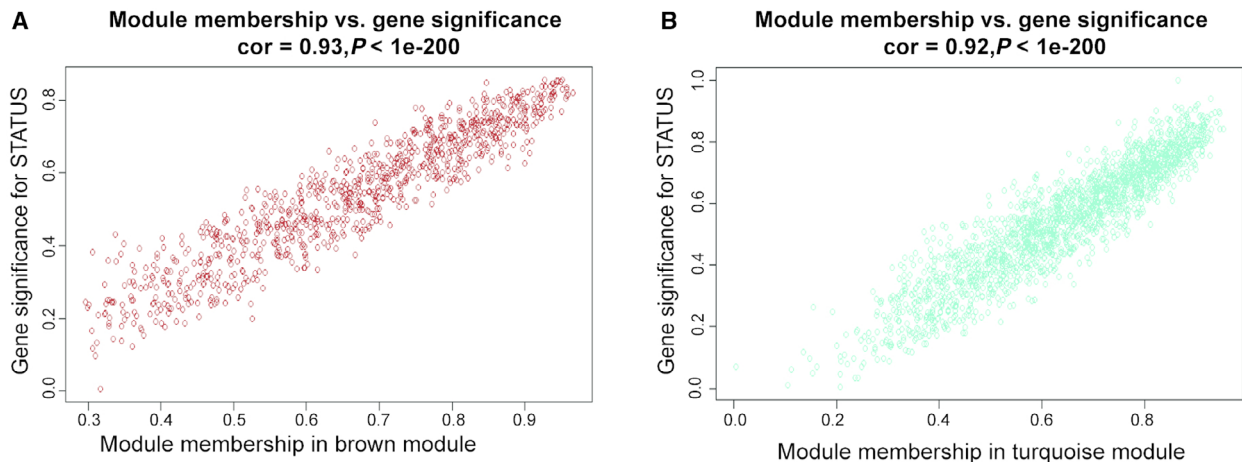 A
Module membership vs. gene significance
cor = 0.93,P < 1e-200
Gene significance for STATUS
0.8
0.6
0.4
0.2
0.0
0.3 0.4 0.5 0.6 0.7 0.8 0.9
Module membership in brown module
B
Module membership vs. gene significance
cor = 0.92,P < 1e-200
Gene significance for STATUS
1.0
0.8
0.6
0.4
0.2
0.0
0.0 0.2 0.4 0.6 0.8
Module membership in turquoise module